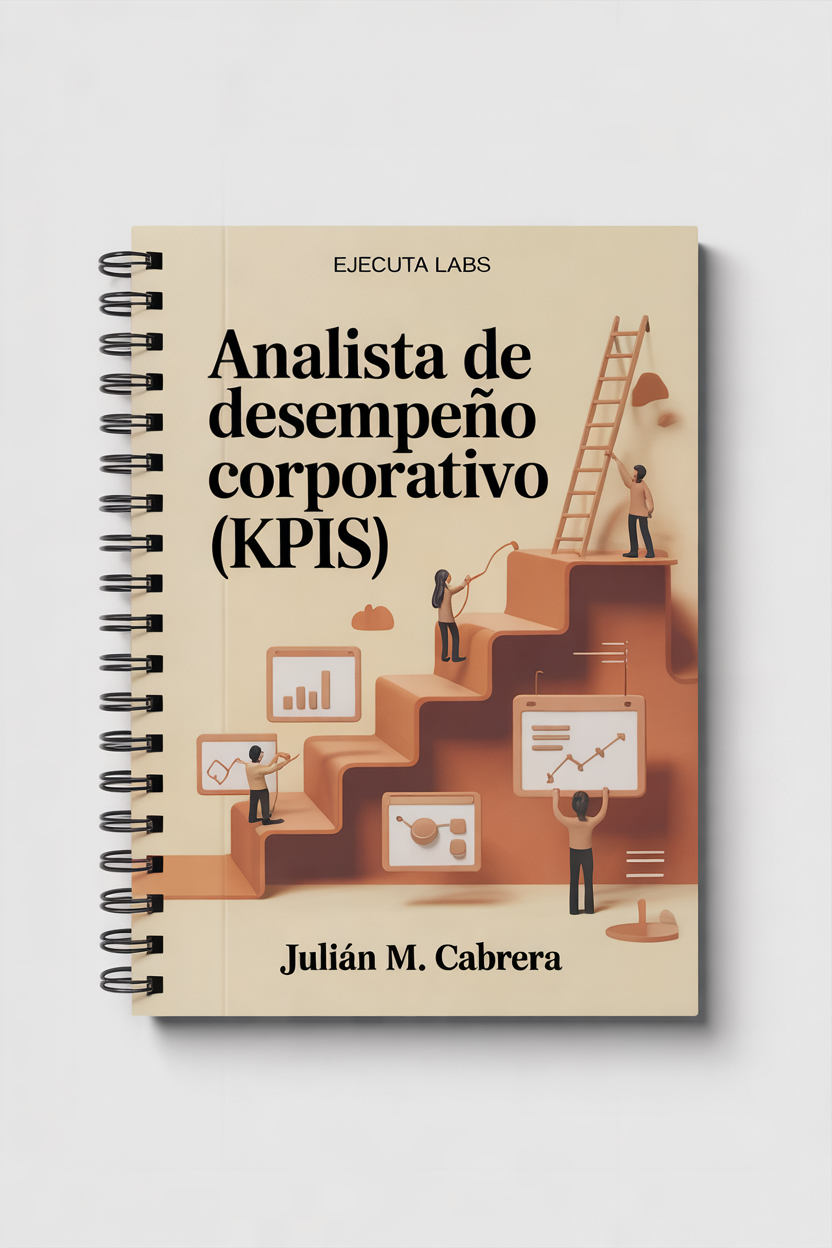 EJECUTA LABS
Analista de
desempeño
corporativo
(KPIS)
Julián M. Cabrera